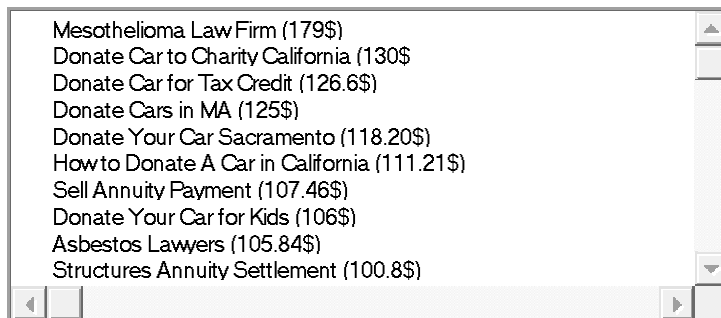 Mesothelioma Law Firm (179$)
Donate Car to Charity California (130$
Donate Car for Tax Credit (126.6$)
Donate Cars in MA (125$)
Donate Your Car Sacramento (118.20$)
How to Donate A Car in California (111.21$)
Sell Annuity Payment (107.46$)
Donate Your Car for Kids (106$)
Asbestos Lawyers (105.84$)
Structures Annuity Settlement (100.8$)